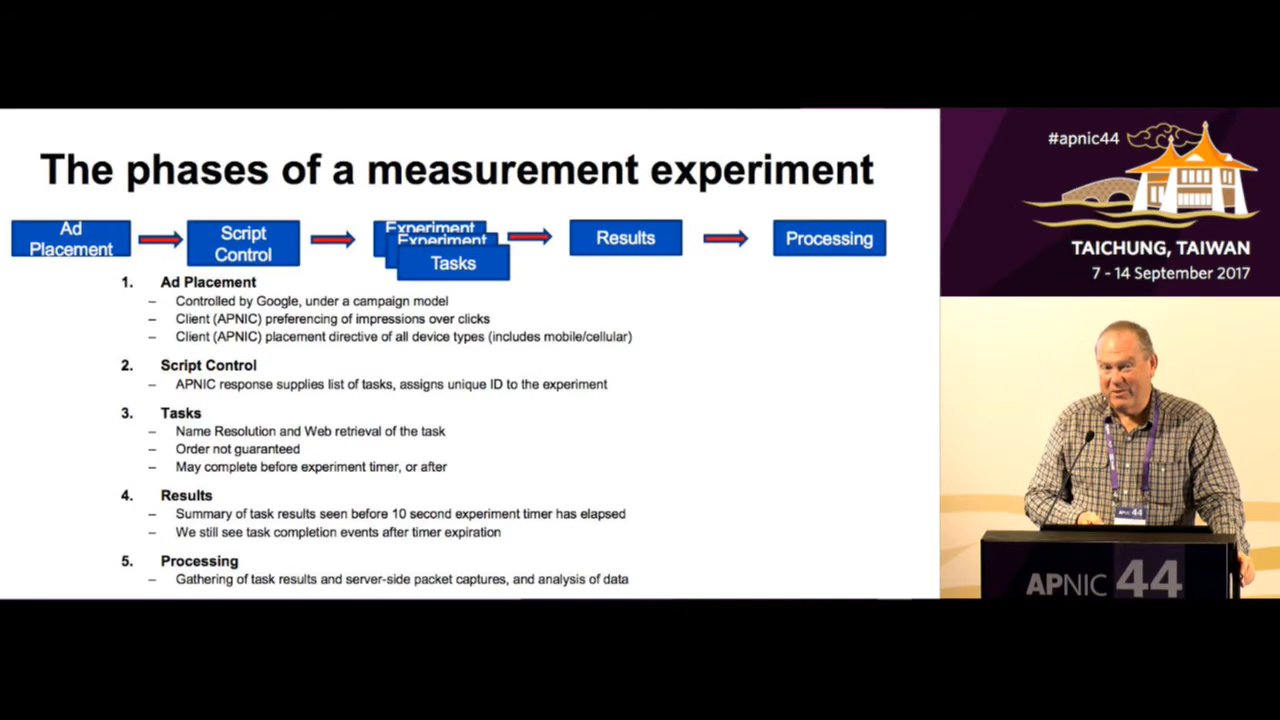 The phases of a measurement experiment
Ad
Placement
Script
Control
Experiment
Experiment
Tasks
Results
Processing
1. Ad Placement
– Controlled by Google, under a campaign model
– Client (APNIC) preferencing of impressions over clicks
– Client (APNIC) placement directive of all device types (includes mobile/cellular)
2. Script Control
– APNIC response supplies list of tasks, assigns unique ID to the experiment
3. Tasks
– Name Resolution and Web retrieval of the task
– Order not guaranteed
– May complete before experiment timer, or after
4. Results
– Summary of task results seen before 10 second experiment timer has elapsed
– We still see task completion events after timer expiration
5. Processing
– Gathering of task results and server-side packet captures, and analysis of data
#apnic44
TAICHUNG, TAIWAN
7 - 14 September 2017
APNIC 44
APNIC 44